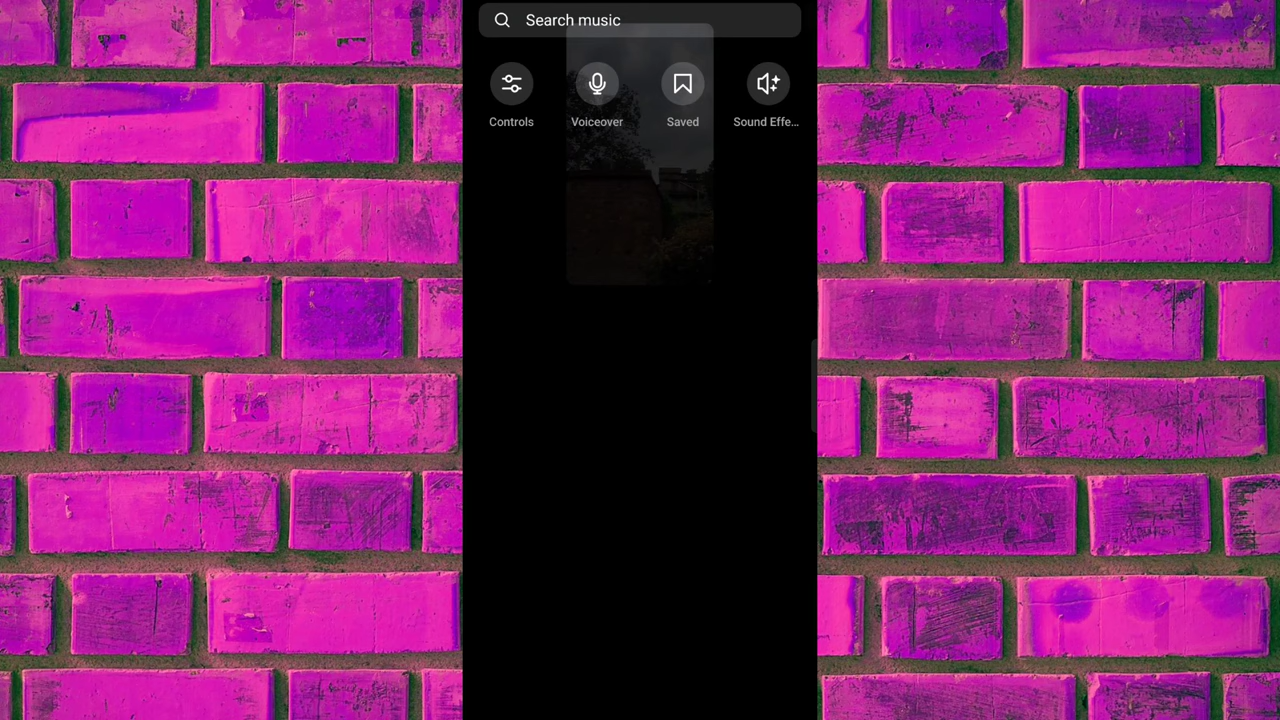 Search music
Controls
Voiceover
Saved
Sound Effe...